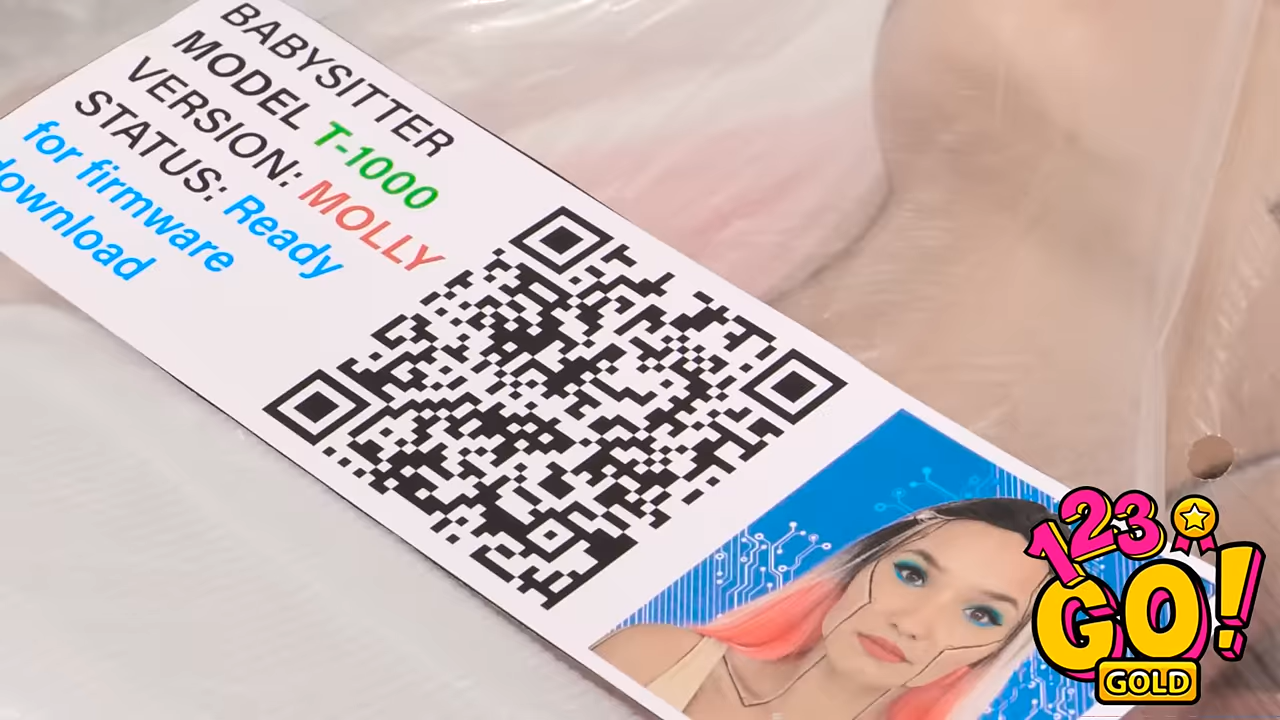 BABYSITTER
MODEL T-1000
VERSION: MOLLY
STATUS: Ready
for firmware
download
123
GO!
GOLD